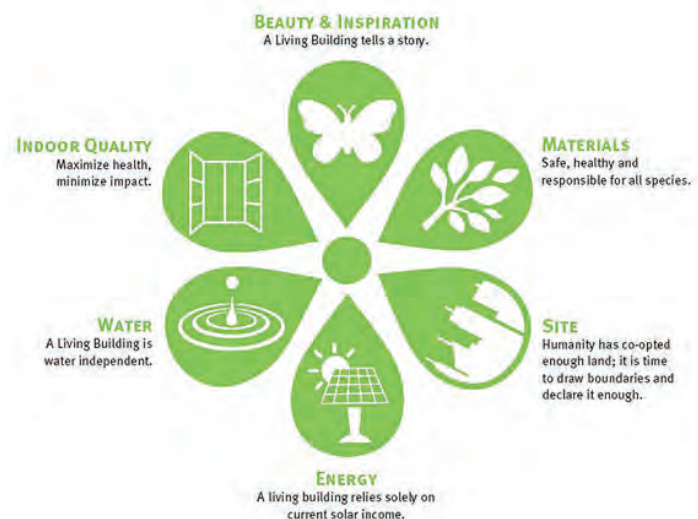 BEAUTY & INSPIRATION
A Living Building tells a story.
INDOOR QUALITY
Maximize health,
minimize impact.
MATERIALS
Safe, healthy and
responsible for all species.
WATER
A Living Building is
water independent.
SITE
Humanity has co-opted
enough land; it is time
to draw boundaries and
declare it enough.
ENERGY
A living building relies solely on
current solar income.